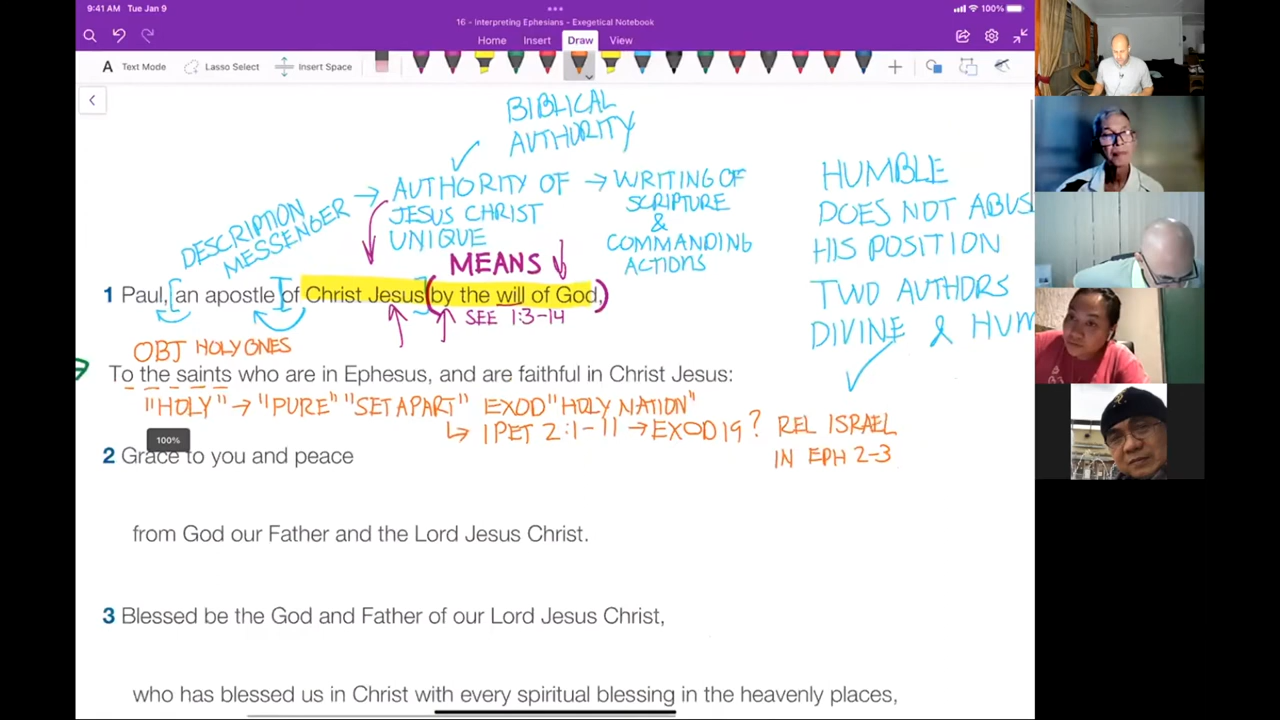 9:41 AM Tue Jan 9
100%
16 - Interpreting Ephesians - Exegetical Notebook
Home Insert Draw View
A Text Mode Lasso Select Insert Space
BIBLICAL
AUTHORITY
DESCRIPTION
MESSENGER
AUTHORITY OF
JESUS CHRIST
UNIQUE
WRITING OF
SCRIPTURE
&
COMMANDING
ACTIONS
HUMBLE
DOES NOT ABUS
HIS POSITION
TWO AUTHORS
DIVINE & HUM
MEANS
1 Paul, [an apostle] of Christ Jesus] (by the will of God,)
SEE 1:3-14
OBJ HOLY ONES
To the saints who are in Ephesus, and are faithful in Christ Jesus:
"HOLY" → "PURE" "SET APART" EXOD "HOLY NATION"
↳ 1 PET 2:1-11 → EXOD 19?
REL ISRAEL
IN EPH 2-3
100%
2 Grace to you and peace
from God our Father and the Lord Jesus Christ.
3 Blessed be the God and Father of our Lord Jesus Christ,
who has blessed us in Christ with every spiritual blessing in the heavenly places,